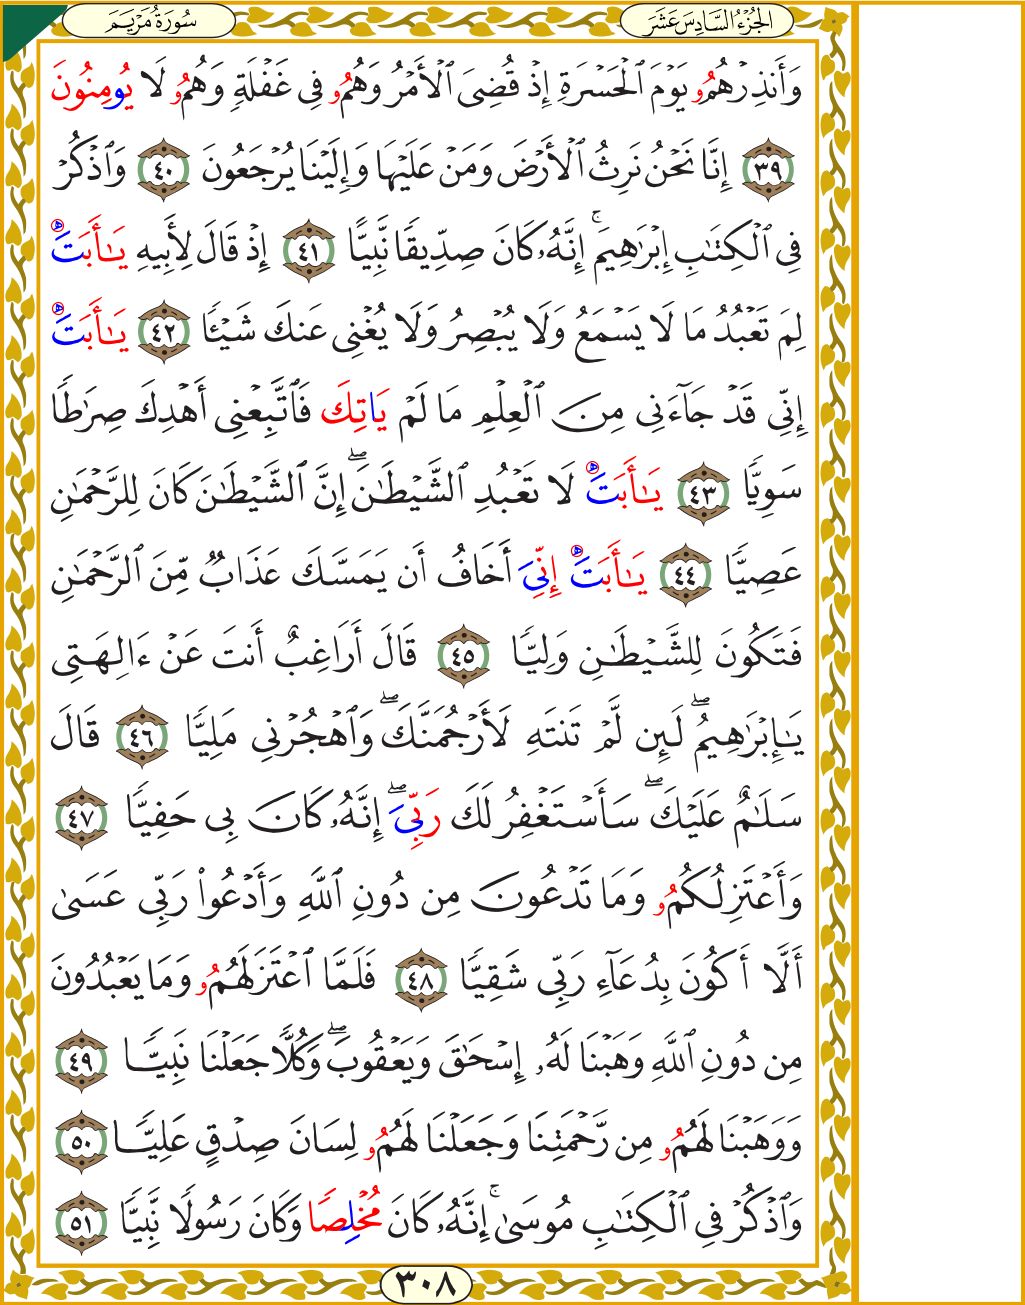 سُورَةُ مَرْيَم
الجُزْءُ السَّادِسَ عَشَرَ
وَأَنذِرْهُمُۥ يَوْمَ ٱلْحَسْرَةِ إِذْ قُضِىَ ٱلْأَمْرُ وَهُمُۥ فِى غَفْلَةٍ وَهُمُۥ لَا يُومِنُونَ
٣٩ إِنَّا نَحْنُ نَرِثُ ٱلْأَرْضَ وَمَنْ عَلَيْهَا وَإِلَيْنَا يُرْجَعُونَ ٤٠ وَٱذْكُرْ
فِى ٱلْكِتَٰبِ إِبْرَٰهِيمَ ۚ إِنَّهُۥ كَانَ صِدِّيقًا نَّبِيًّا ٤١ إِذْ قَالَ لِأَبِيهِ يَٰٓأَبَتَ
لِمَ تَعْبُدُ مَا لَا يَسْمَعُ وَلَا يُبْصِرُ وَلَا يُغْنِى عَنكَ شَيْـًٔا ٤٢ يَٰٓأَبَتَ
إِنِّى قَدْ جَآءَنِى مِنَ ٱلْعِلْمِ مَا لَمْ يَاتِكَ فَٱتَّبِعْنِى أَهْدِكَ صِرَٰطًا
سَوِيًّا ٤٣ يَٰٓأَبَتَ لَا تَعْبُدِ ٱلشَّيْطَٰنَ ۖ إِنَّ ٱلشَّيْطَٰنَ كَانَ لِلرَّحْمَٰنِ
عَصِيًّا ٤٤ يَٰٓأَبَتَ إِنِّىَ أَخَافُ أَن يَمَسَّكَ عَذَابٌ مِّنَ ٱلرَّحْمَٰنِ
فَتَكُونَ لِلشَّيْطَٰنِ وَلِيًّا ٤٥ قَالَ أَرَاغِبٌ أَنتَ عَنْ ءَالِهَتِى
يَٰٓإِبْرَٰهِيمُ ۖ لَئِن لَّمْ تَنتَهِ لَأَرْجُمَنَّكَ ۖ وَٱهْجُرْنِى مَلِيًّا ٤٦ قَالَ
سَلَٰمٌ عَلَيْكَ ۖ سَأَسْتَغْفِرُ لَكَ رَبِّىَ ۖ إِنَّهُۥ كَانَ بِى حَفِيًّا ٤٧
وَأَعْتَزِلُكُمُۥ وَمَا تَدْعُونَ مِن دُونِ ٱللَّهِ وَأَدْعُوا۟ رَبِّى عَسَىٰ
أَلَّا أَكُونَ بِدُعَآءِ رَبِّى شَقِيًّا ٤٨ فَلَمَّا ٱعْتَزَلَهُمُۥ وَمَا يَعْبُدُونَ
مِن دُونِ ٱللَّهِ وَهَبْنَا لَهُۥ إِسْحَٰقَ وَيَعْقُوبَ ۖ وَكُلًّا جَعَلْنَا نَبِيًّا ٤٩
وَوَهَبْنَا لَهُمُۥ مِن رَّحْمَتِنَا وَجَعَلْنَا لَهُمُۥ لِسَانَ صِدْقٍ عَلِيًّا ٥٠
وَٱذْكُرْ فِى ٱلْكِتَٰبِ مُوسَىٰ ۚ إِنَّهُۥ كَانَ مُخْلِصًا وَكَانَ رَسُولًا نَّبِيًّا ٥١
٣٠٨